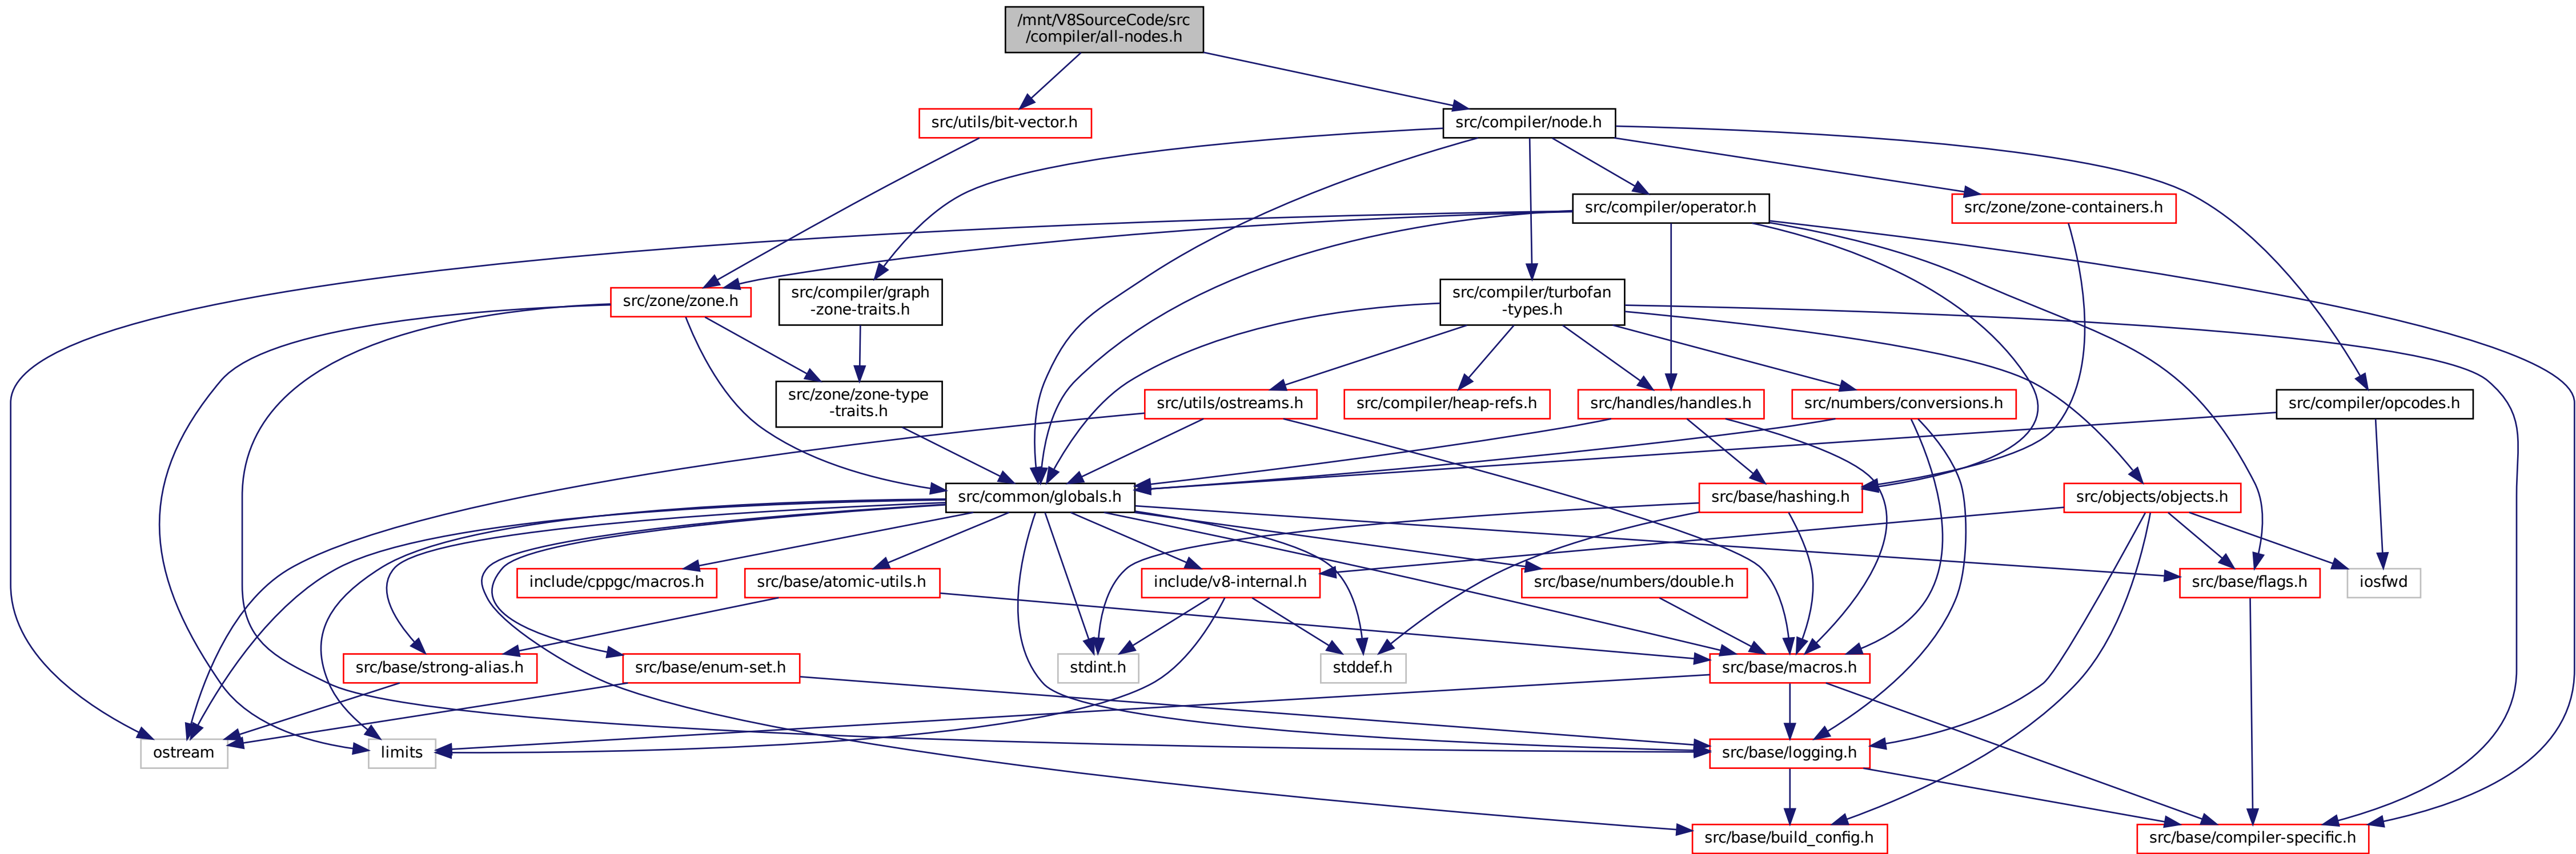 /mnt/V8SourceCode/src
/compiler/all-nodes.h
src/utils/bit-vector.h
src/compiler/node.h
src/compiler/operator.h
src/zone/zone-containers.h
src/zone/zone.h
src/compiler/graph
-zone-traits.h
src/compiler/turbofan
-types.h
src/zone/zone-type
-traits.h
src/utils/ostreams.h
src/compiler/heap-refs.h
src/handles/handles.h
src/numbers/conversions.h
src/compiler/opcodes.h
src/common/globals.h
src/base/hashing.h
src/objects/objects.h
include/cppgc/macros.h
src/base/atomic-utils.h
include/v8-internal.h
src/base/numbers/double.h
src/base/flags.h
iosfwd
src/base/strong-alias.h
src/base/enum-set.h
stdint.h
stddef.h
src/base/macros.h
ostream
limits
src/base/logging.h
src/base/build_config.h
src/base/compiler-specific.h